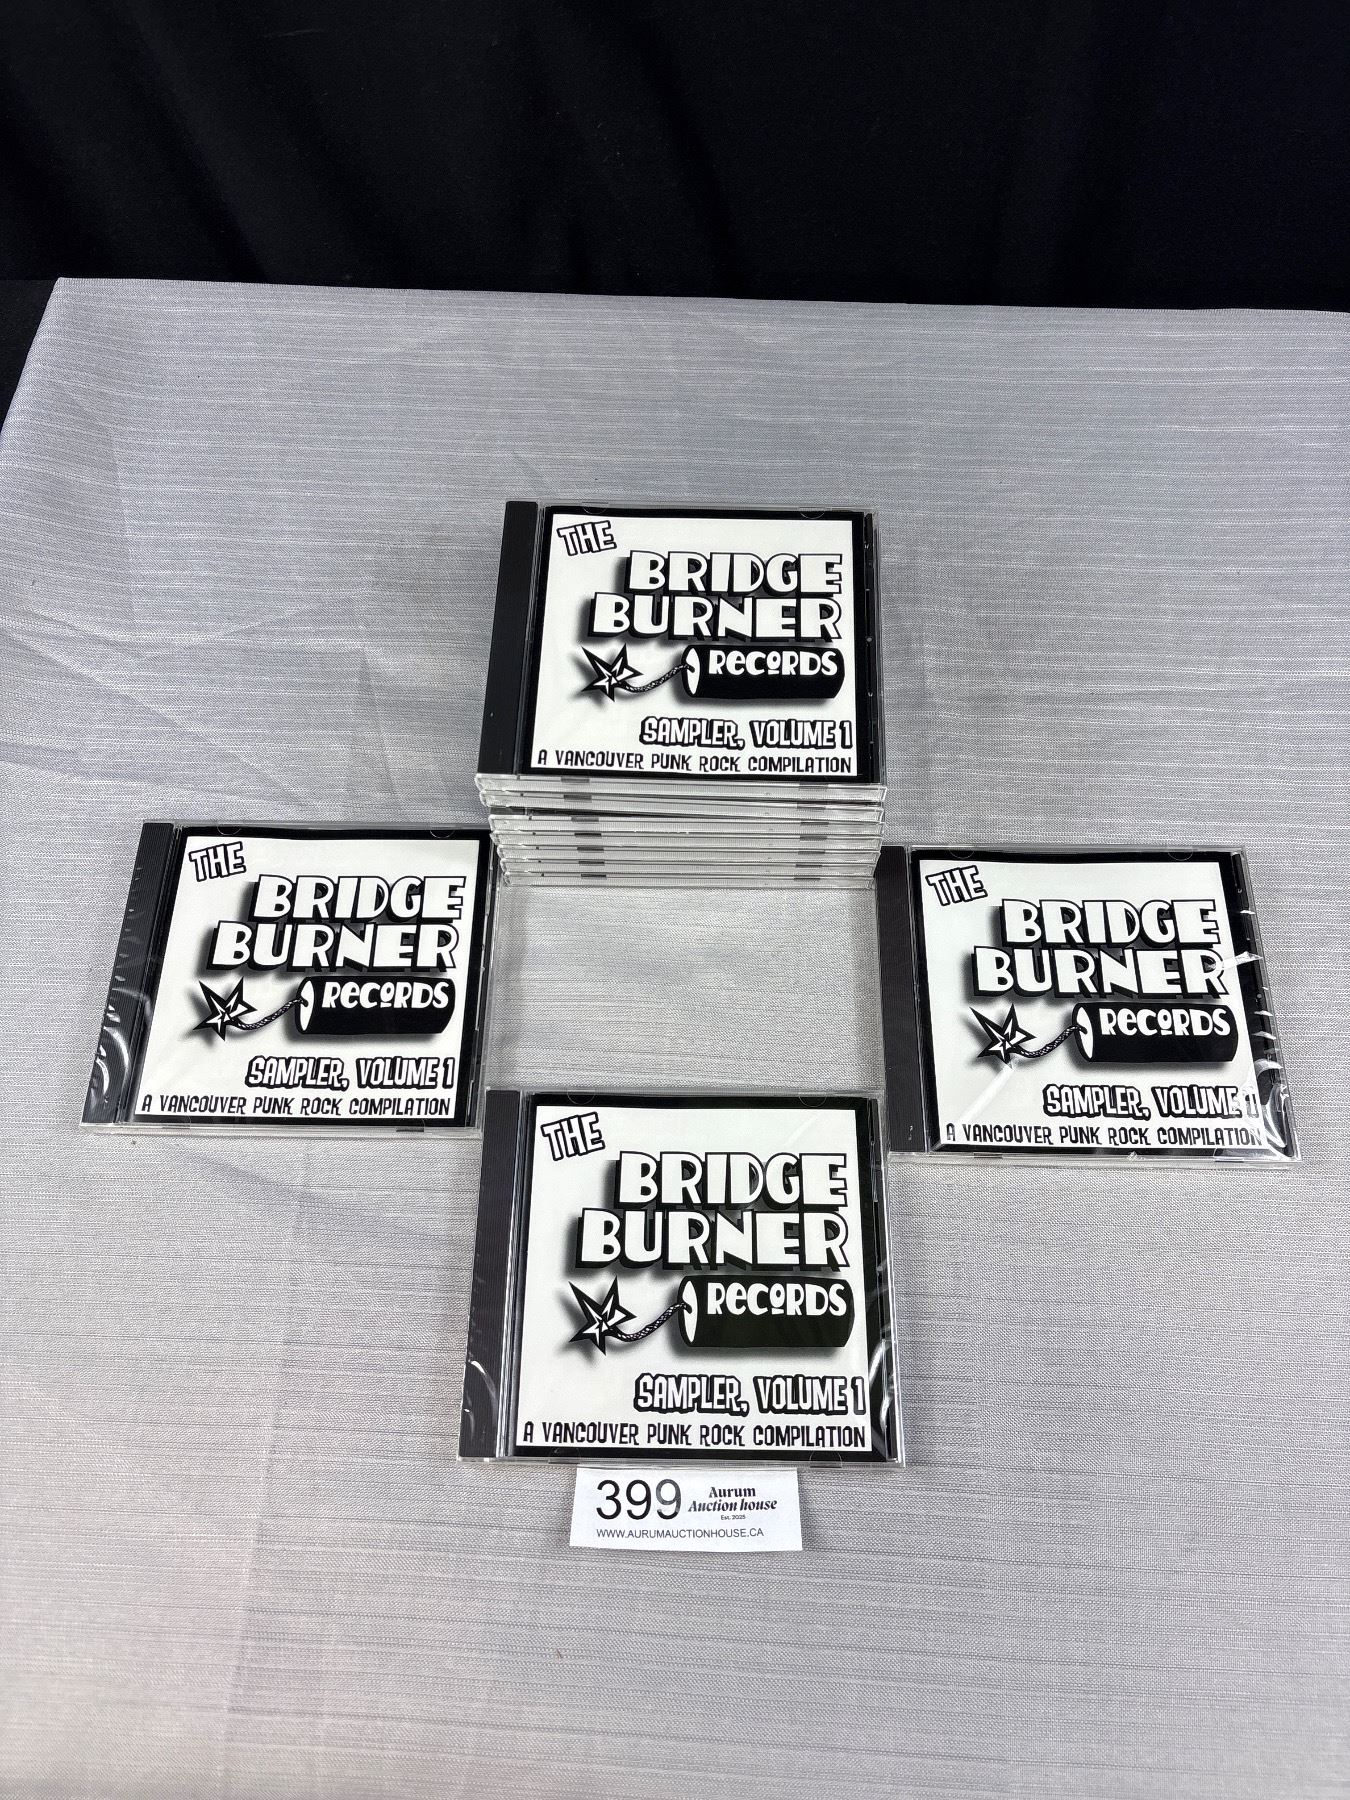 THE
BRIDGE
BURNER
RECORDS
SAMPLER, VOLUME 1
A VANCOUVER PUNK ROCK COMPILATION
THE
BRIDGE
BURNER
RECORDS
SAMPLER, VOLUME 1
A VANCOUVER PUNK ROCK COMPILATION
THE
BRIDGE
BURNER
RECORDS
SAMPLER, VOLUME 1
A VANCOUVER PUNK ROCK COMPILATION
THE
BRIDGE
BURNER
RECORDS
SAMPLER, VOLUME 1
A VANCOUVER PUNK ROCK COMPILATION
399 Aurum
Auction house
Est. 2025
WWW.AURUMAUCTIONHOUSE.CA